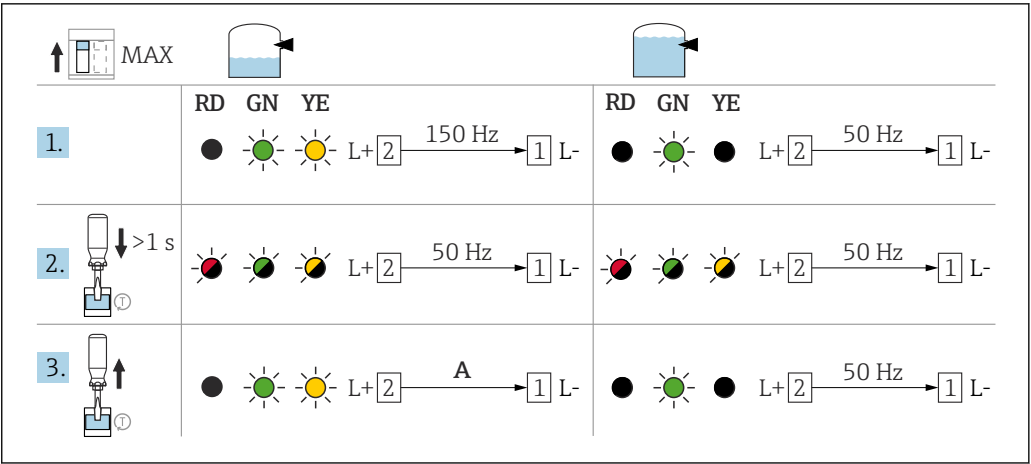 MAX
RD GN YE RD GN YE
1. L+ 2 150 Hz 1 L- L+ 2 50 Hz 1 L-
2. >1 s T L+ 2 50 Hz 1 L- L+ 2 50 Hz 1 L-
3. T L+ 2 A 1 L- L+ 2 50 Hz 1 L-